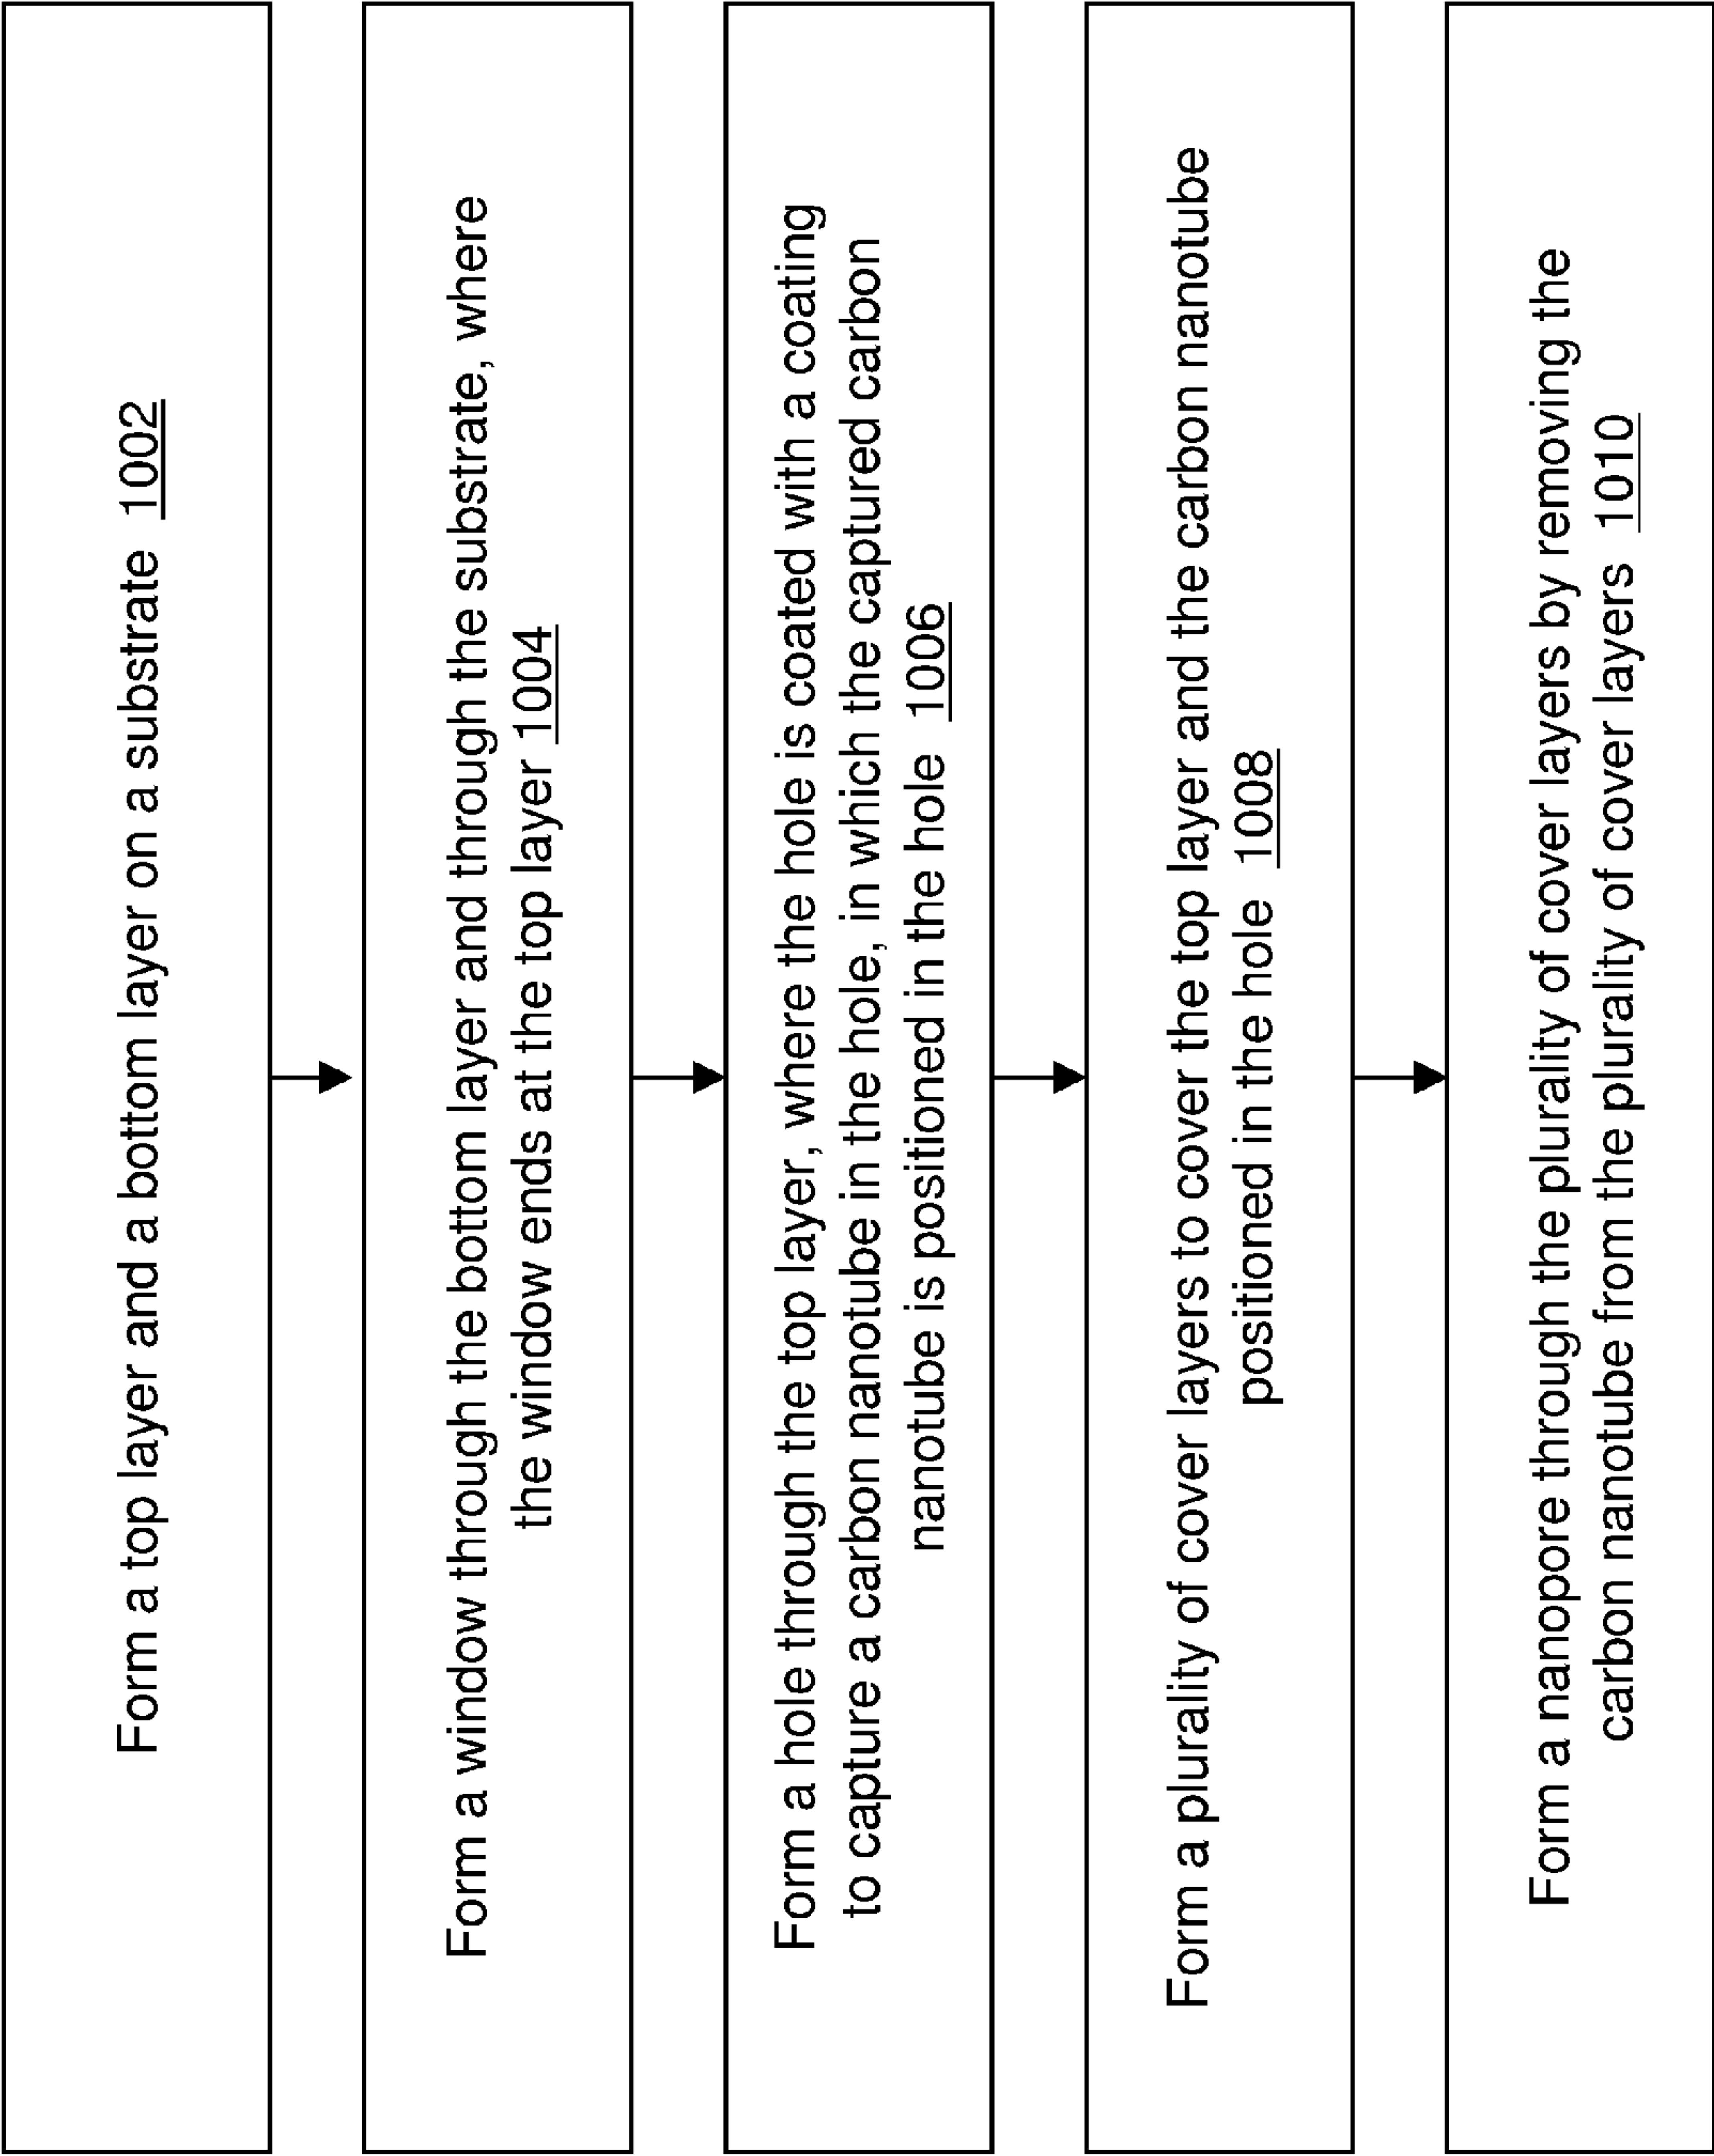 Form a top layer and a bottom layer on a substrate 1002
Form a window through the bottom layer and through the substrate, where
the window ends at the top layer 1004
Form a hole through the top layer, where the hole is coated with a coating
to capture a carbon nanotube in the hole, in which the captured carbon
nanotube is positioned in the hole 1006
Form a plurality of cover layers to cover the top layer and the carbon nanotube
positioned in the hole 1008
Form a nanopore through the plurality of cover layers by removing the
carbon nanotube from the plurality of cover layers 1010